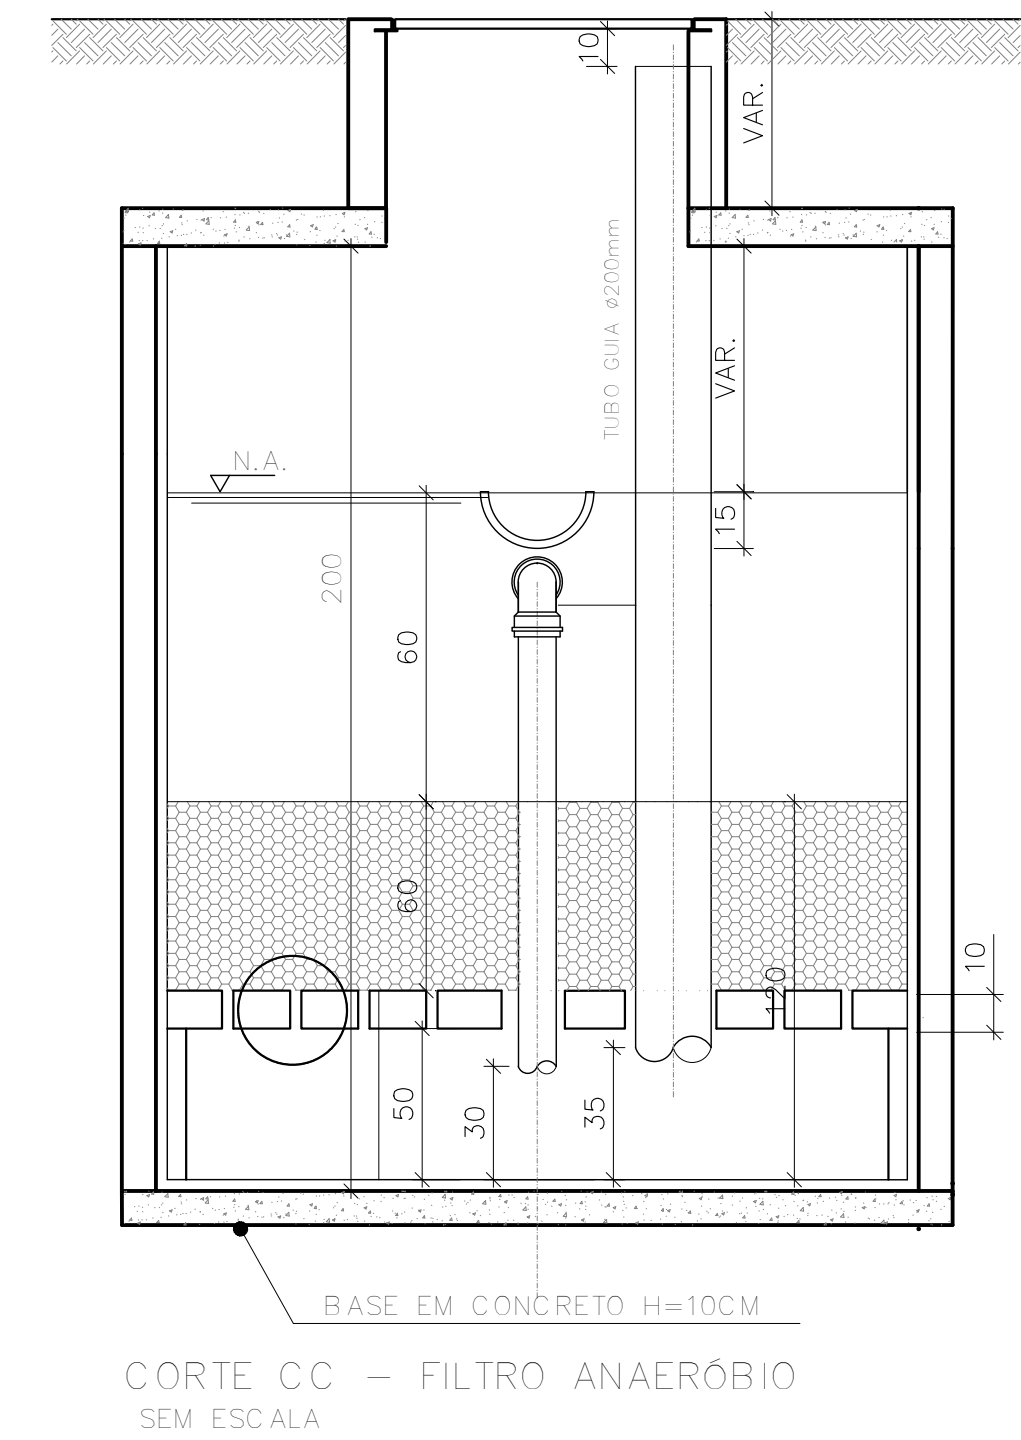 10
VAR.
TUBO GUIA ø200mm
VAR.
N.A.
15
200
60
60
120
10
50
30
35
BASE EM CONCRETO H=10CM
CORTE CC – FILTRO ANAERÓBIO
SEM ESCALA